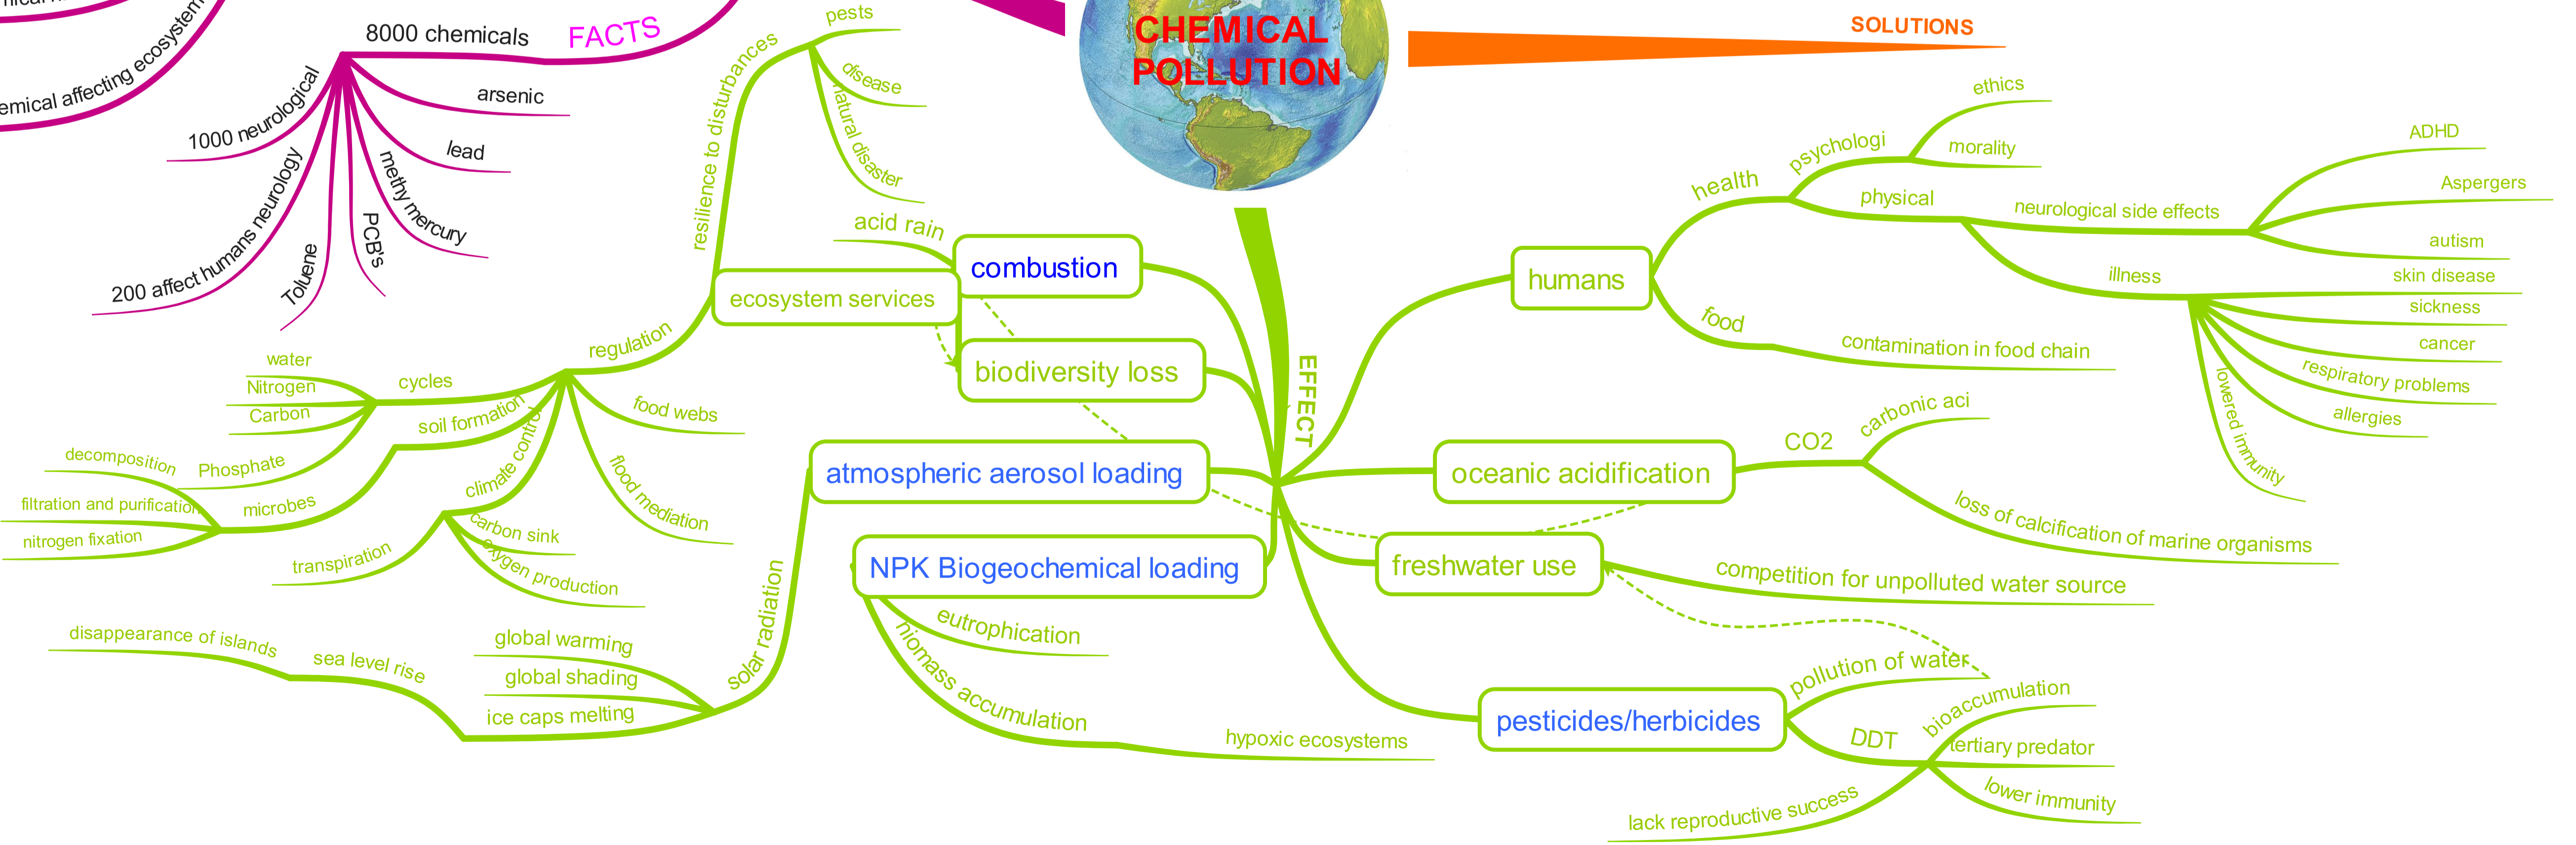 CHEMICAL
POLLUTION
SOLUTIONS
FACTS
8000 chemicals
arsenic
lead
methy mercury
PCB's
Toluene
200 affect humans neurology
1000 neurological
emical affecting ecosystem
EFFECT
combustion
acid rain
biodiversity loss
ecosystem services
resilience to disturbances
pests
disease
natural disaster
regulation
cycles
water
Nitrogen
Carbon
Phosphate
soil formation
microbes
decomposition
filtration and purification
nitrogen fixation
climate control
transpiration
carbon sink
oxygen production
food webs
flood mediation
atmospheric aerosol loading
solar radiation
global warming
global shading
ice caps melting
sea level rise
disappearance of islands
NPK Biogeochemical loading
eutrophication
niomass accumulation
hypoxic ecosystems
humans
health
psychologi
ethics
morality
physical
neurological side effects
ADHD
Aspergers
autism
illness
skin disease
sickness
cancer
respiratory problems
allergies
lowered immunity
food
contamination in food chain
oceanic acidification
CO2
carbonic aci
loss of calcification of marine organisms
freshwater use
competition for unpolluted water source
pesticides/herbicides
pollution of water
DDT
bioaccumulation
tertiary predator
lower immunity
lack reproductive success